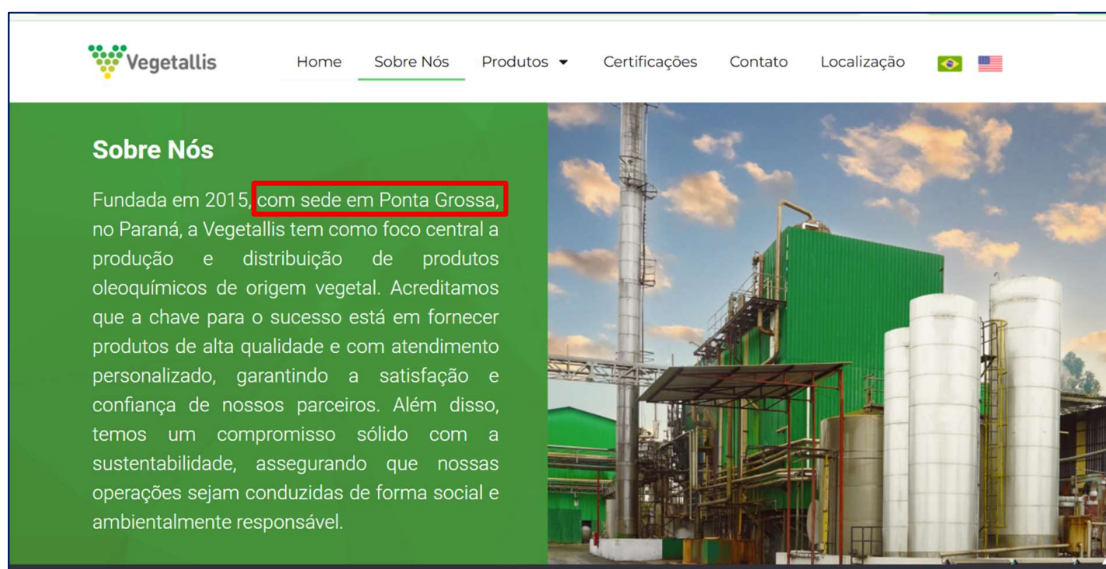 Vegetallis
Home Sobre Nós Produtos Certificações Contato Localização
Sobre Nós
Fundada em 2015, com sede em Ponta Grossa,
no Paraná, a Vegetallis tem como foco central a
produção e distribuição de produtos
oleoquímicos de origem vegetal. Acreditamos
que a chave para o sucesso está em fornecer
produtos de alta qualidade e com atendimento
personalizado, garantindo a satisfação e
confiança de nossos parceiros. Além disso,
temos um compromisso sólido com a
sustentabilidade, assegurando que nossas
operações sejam conduzidas de forma social e
ambientalmente responsável.